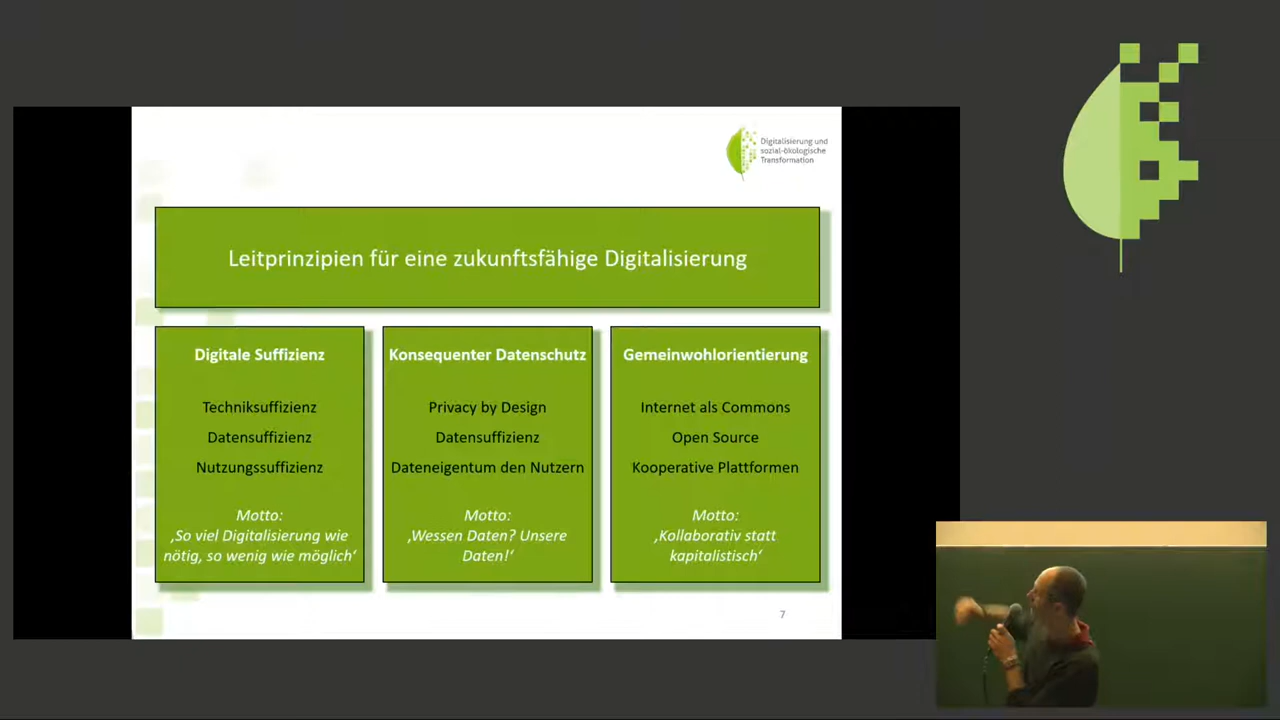 Digitalisierung und
sozial-ökologische
Transformation
Leitprinzipien für eine zukunftsfähige Digitalisierung
Digitale Suffizienz
Techniksuffizienz
Datensuffizienz
Nutzungssuffizienz
Motto:
‚So viel Digitalisierung wie
nötig, so wenig wie möglich‘
Konsequenter Datenschutz
Privacy by Design
Datensuffizienz
Dateneigentum den Nutzern
Motto:
‚Wessen Daten? Unsere
Daten!‘
Gemeinwohlorientierung
Internet als Commons
Open Source
Kooperative Plattformen
Motto:
‚Kollaborativ statt
kapitalistisch‘
7